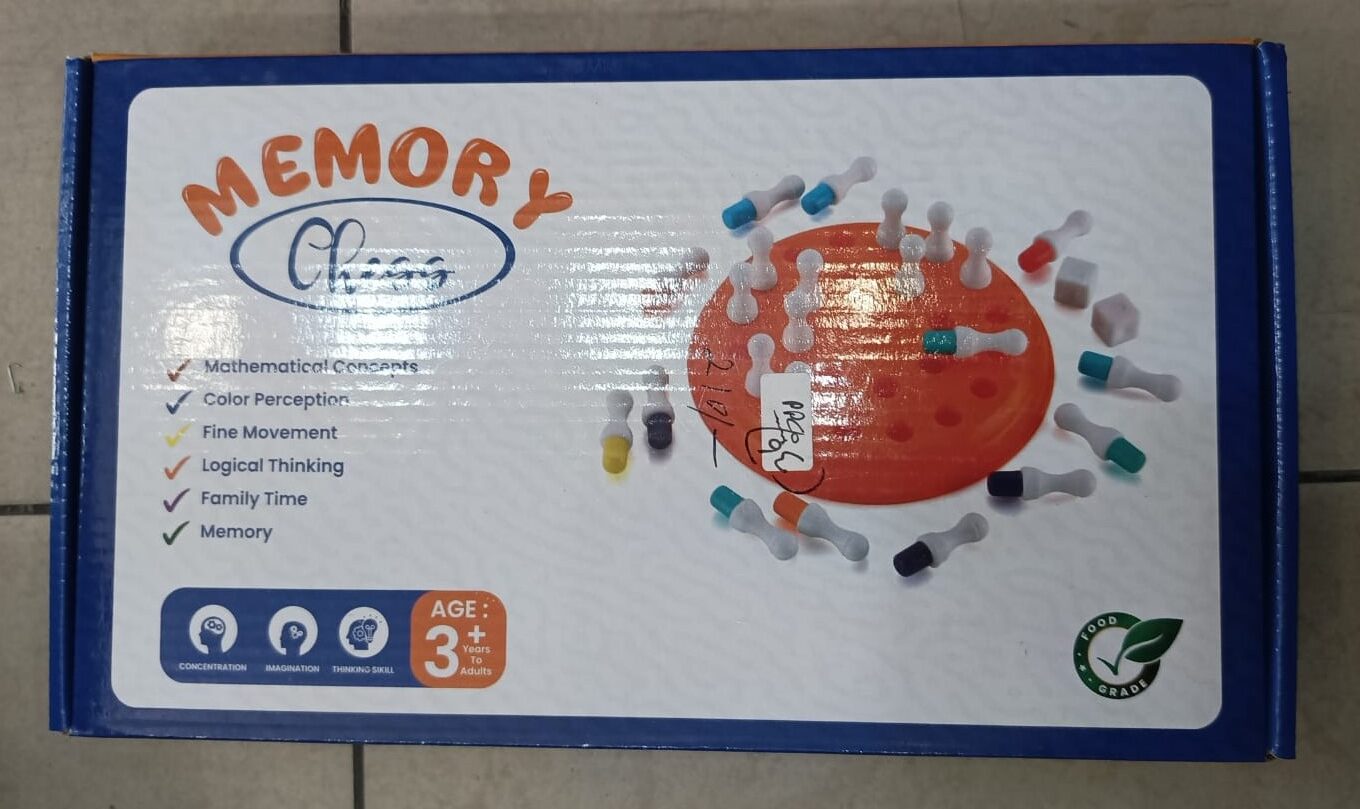 MEMORY
Chess
Mathematical Concepts
Color Perception
Fine Movement
Logical Thinking
Family Time
Memory
CONCENTRATION
IMAGINATION
THINKING SIKILL
AGE :
3+
Years
To
Adults
FOOD
GRADE